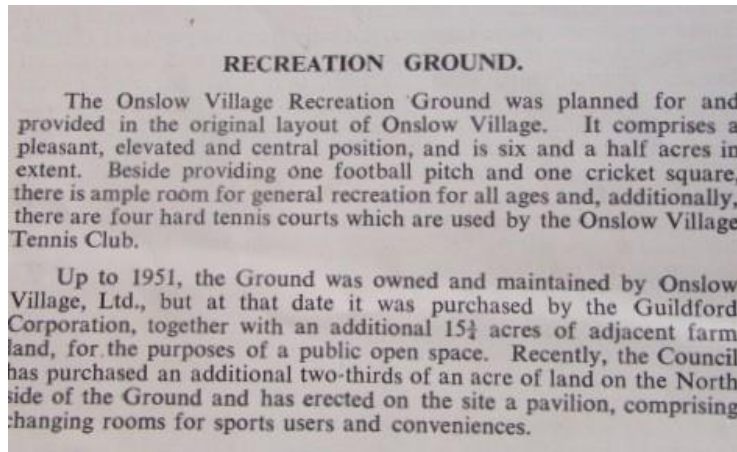 RECREATION GROUND.
The Onslow Village Recreation Ground was planned for and
provided in the original layout of Onslow Village. It comprises a
pleasant, elevated and central position, and is six and a half acres in
extent. Beside providing one football pitch and one cricket square,
there is ample room for general recreation for all ages and, additionally,
there are four hard tennis courts which are used by the Onslow Village
Tennis Club.
Up to 1951, the Ground was owned and maintained by Onslow
Village, Ltd., but at that date it was purchased by the Guildford
Corporation, together with an additional 15¾ acres of adjacent farm
land, for the purposes of a public open space. Recently, the Council
has purchased an additional two-thirds of an acre of land on the North
side of the Ground and has erected on the site a pavilion, comprising
changing rooms for sports users and conveniences.